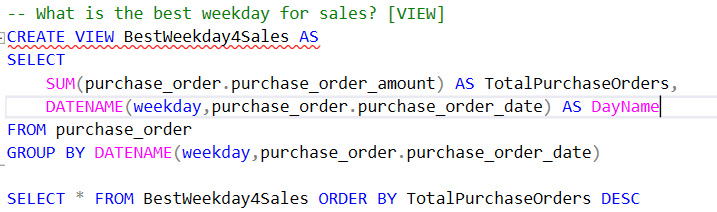 -- What is the best weekday for sales? [VIEW]
CREATE VIEW BestWeekday4Sales AS
SELECT
    SUM(purchase_order.purchase_order_amount) AS TotalPurchaseOrders,
    DATENAME(weekday,purchase_order.purchase_order_date) AS DayName
FROM purchase_order
GROUP BY DATENAME(weekday,purchase_order.purchase_order_date)
SELECT * FROM BestWeekday4Sales ORDER BY TotalPurchaseOrders DESC